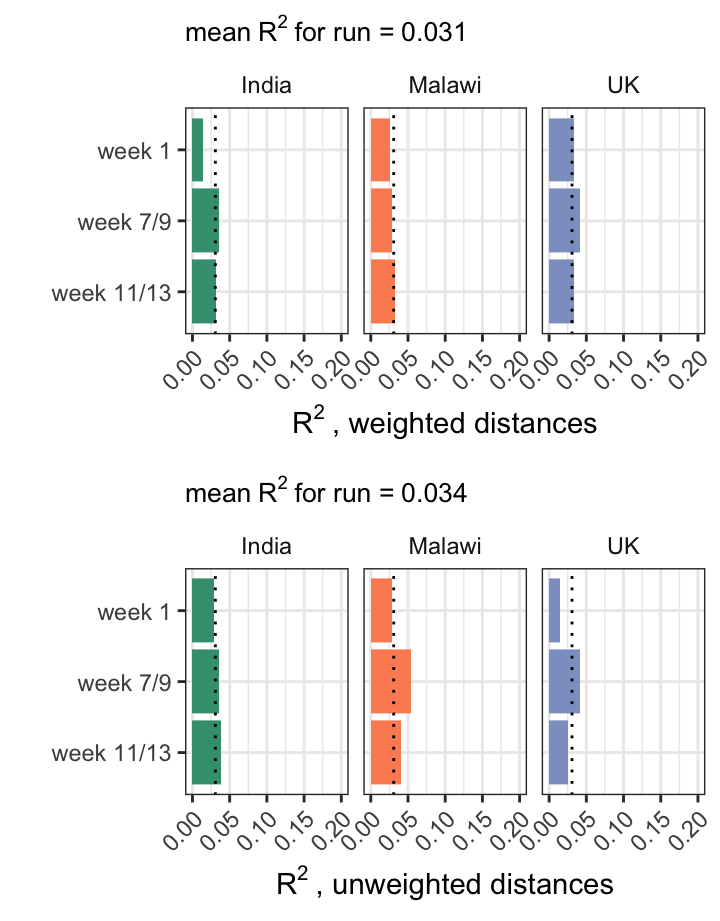 mean R² for run = 0.031
India Malawi UK
week 1
week 7/9
week 11/13
0.00 0.05 0.10 0.15 0.20 0.00 0.05 0.10 0.15 0.20 0.00 0.05 0.10 0.15 0.20
R² , weighted distances
mean R² for run = 0.034
India Malawi UK
week 1
week 7/9
week 11/13
0.00 0.05 0.10 0.15 0.20 0.00 0.05 0.10 0.15 0.20 0.00 0.05 0.10 0.15 0.20
R² , unweighted distances